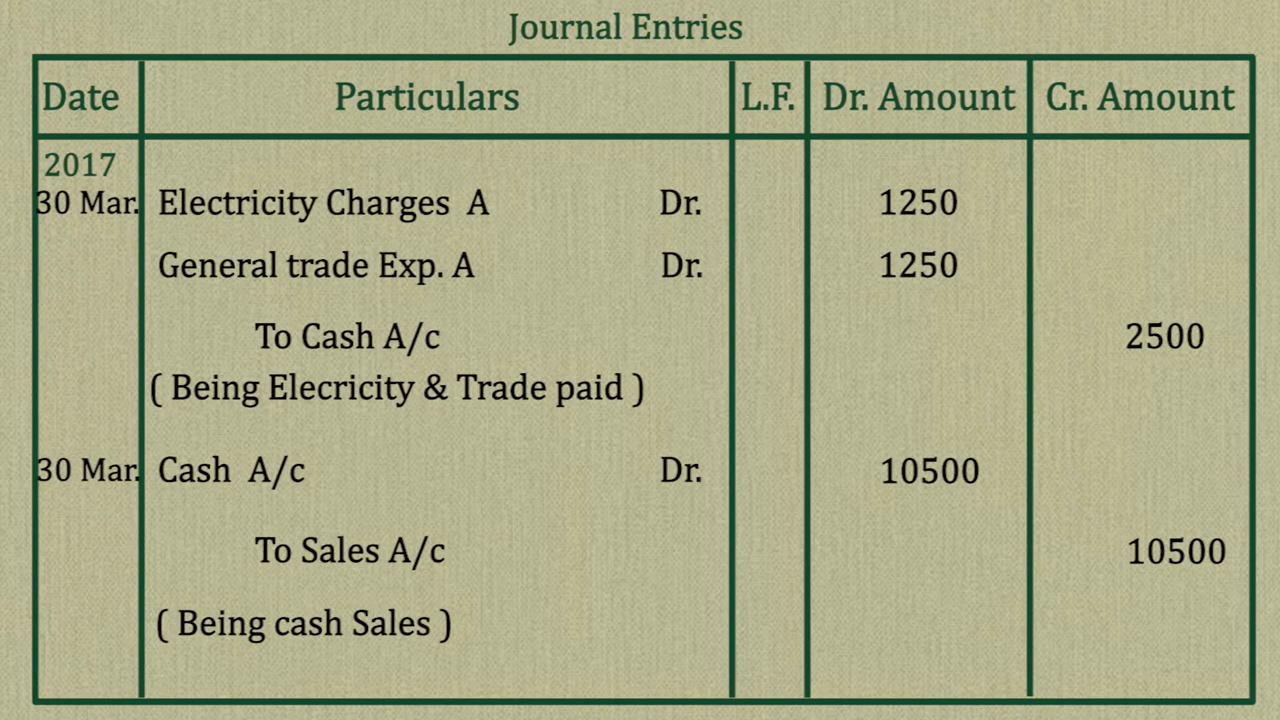 Journal Entries
Date Particulars L.F. Dr. Amount Cr. Amount
2017
30 Mar. Electricity Charges A Dr. 1250
General trade Exp. A Dr. 1250
To Cash A/c 2500
( Being Elecricity & Trade paid )
30 Mar. Cash A/c Dr. 10500
To Sales A/c 10500
( Being cash Sales )